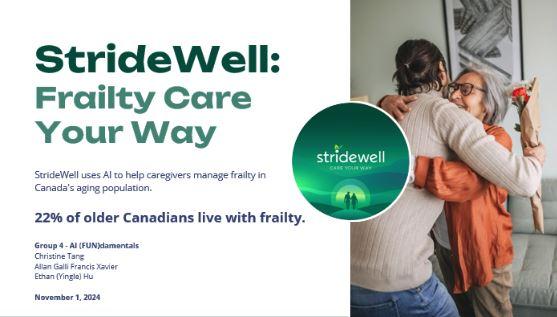 StrideWell:
Frailty Care
Your Way
StrideWell uses AI to help caregivers manage frailty in
Canada's aging population.
22% of older Canadians live with frailty.
Group 4 - AI (FUN)damentals
Christine Tang
Allan Galli Francis Xavier
Ethan (Yingle) Hu
November 1, 2024
stridewell
CARE YOUR WAY